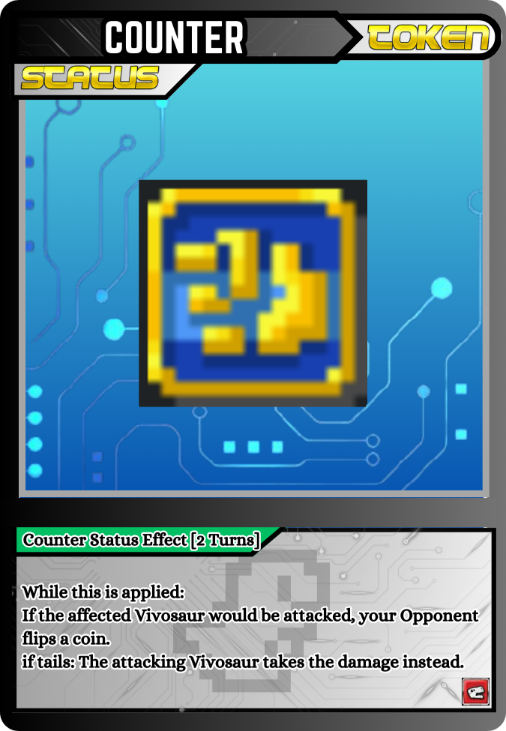 COUNTER
TOKEN
STATUS
Counter Status Effect [2 Turns]
While this is applied:
If the affected Vivosaur would be attacked, your Opponent
flips a coin.
if tails: The attacking Vivosaur takes the damage instead.